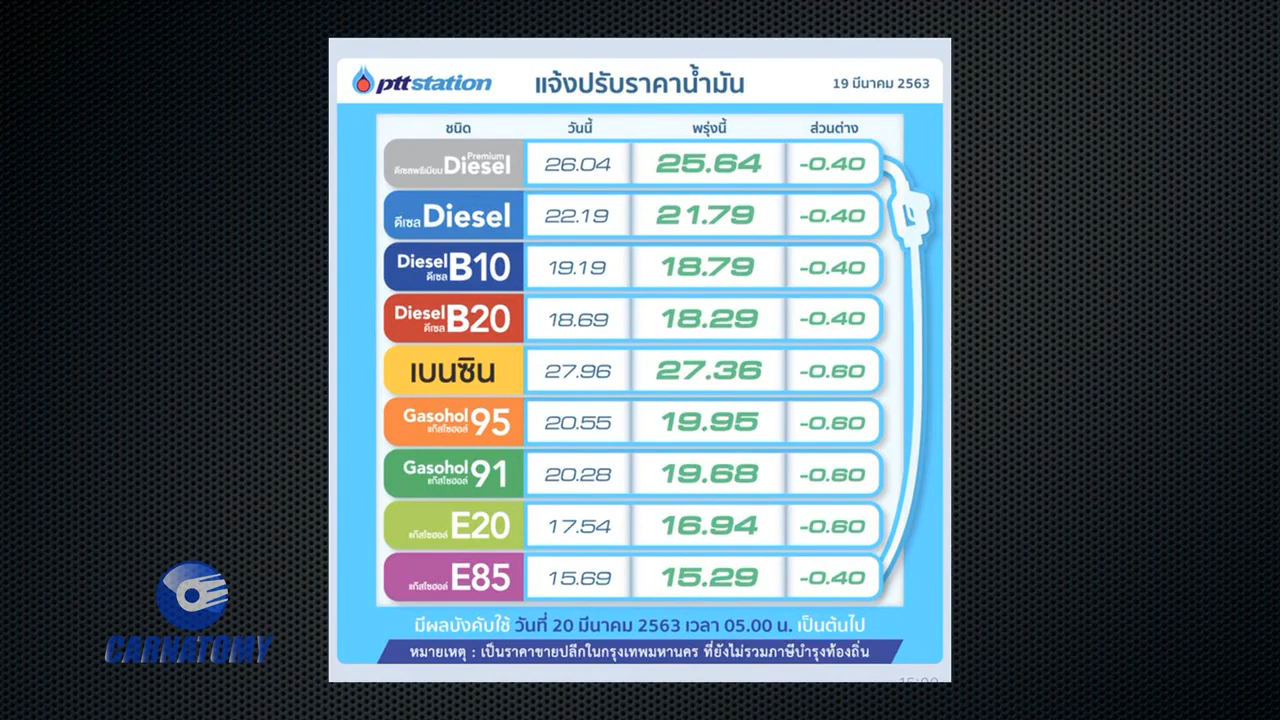 ptt station แจ้งปรับราคาน้ำมัน 19 มีนาคม 2563
ชนิด วันนี้ พรุ่งนี้ ส่วนต่าง
ดีเซลพรีเมียม Premium Diesel 26.04 25.64 -0.40
ดีเซล Diesel 22.19 21.79 -0.40
Diesel ดีเซล B10 19.19 18.79 -0.40
Diesel ดีเซล B20 18.69 18.29 -0.40
เบนซิน 27.96 27.36 -0.60
Gasohol แก๊สโซฮอล์ 95 20.55 19.95 -0.60
Gasohol แก๊สโซฮอล์ 91 20.28 19.68 -0.60
แก๊สโซฮอล์ E20 17.54 16.94 -0.60
แก๊สโซฮอล์ E85 15.69 15.29 -0.40
มีผลบังคับใช้ วันที่ 20 มีนาคม 2563 เวลา 05.00 น. เป็นต้นไป
หมายเหตุ : เป็นราคาขายปลีกในกรุงเทพมหานคร ที่ยังไม่รวมภาษีบำรุงท้องถิ่น
CARNATOMY